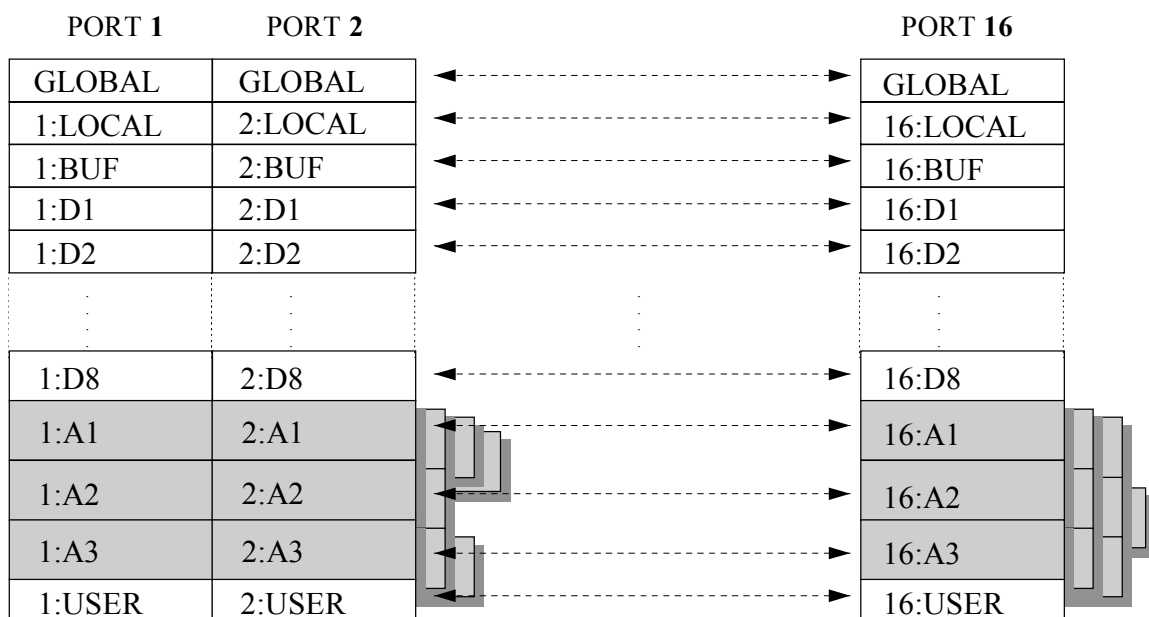 PORT 1 PORT 2 PORT 16
GLOBAL GLOBAL GLOBAL
1:LOCAL 2:LOCAL 16:LOCAL
1:BUF 2:BUF 16:BUF
1:D1 2:D1 16:D1
1:D2 2:D2 16:D2
1:D8 2:D8 16:D8
1:A1 2:A1 16:A1
1:A2 2:A2 16:A2
1:A3 2:A3 16:A3
1:USER 2:USER 16:USER